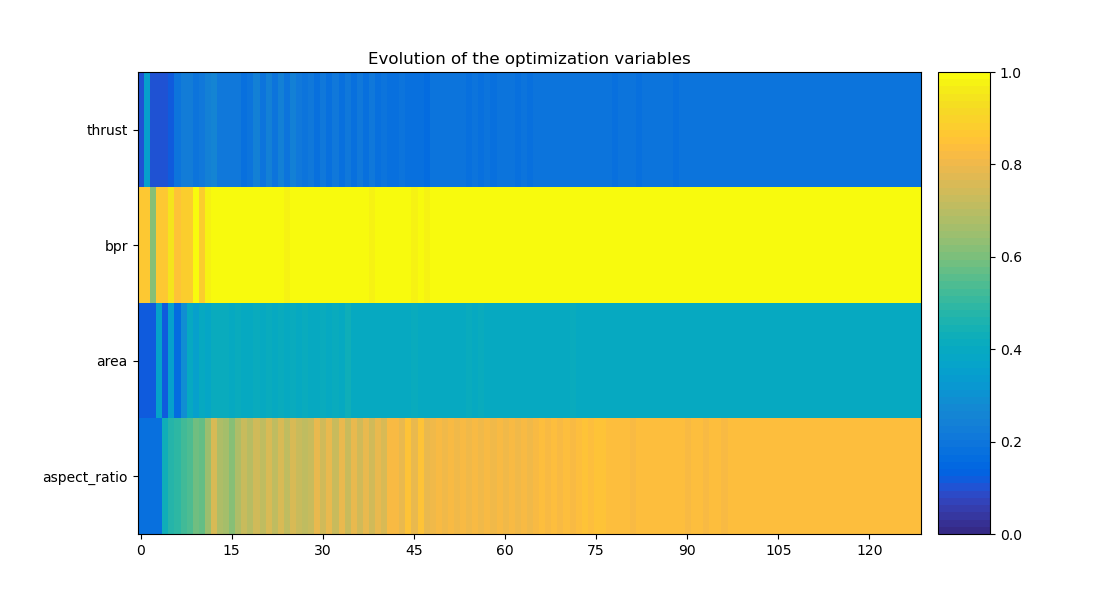 Evolution of the optimization variables
thrust
bpr
area
aspect_ratio
0 15 30 45 60 75 90 105 120
1.0
0.8
0.6
0.4
0.2
0.0